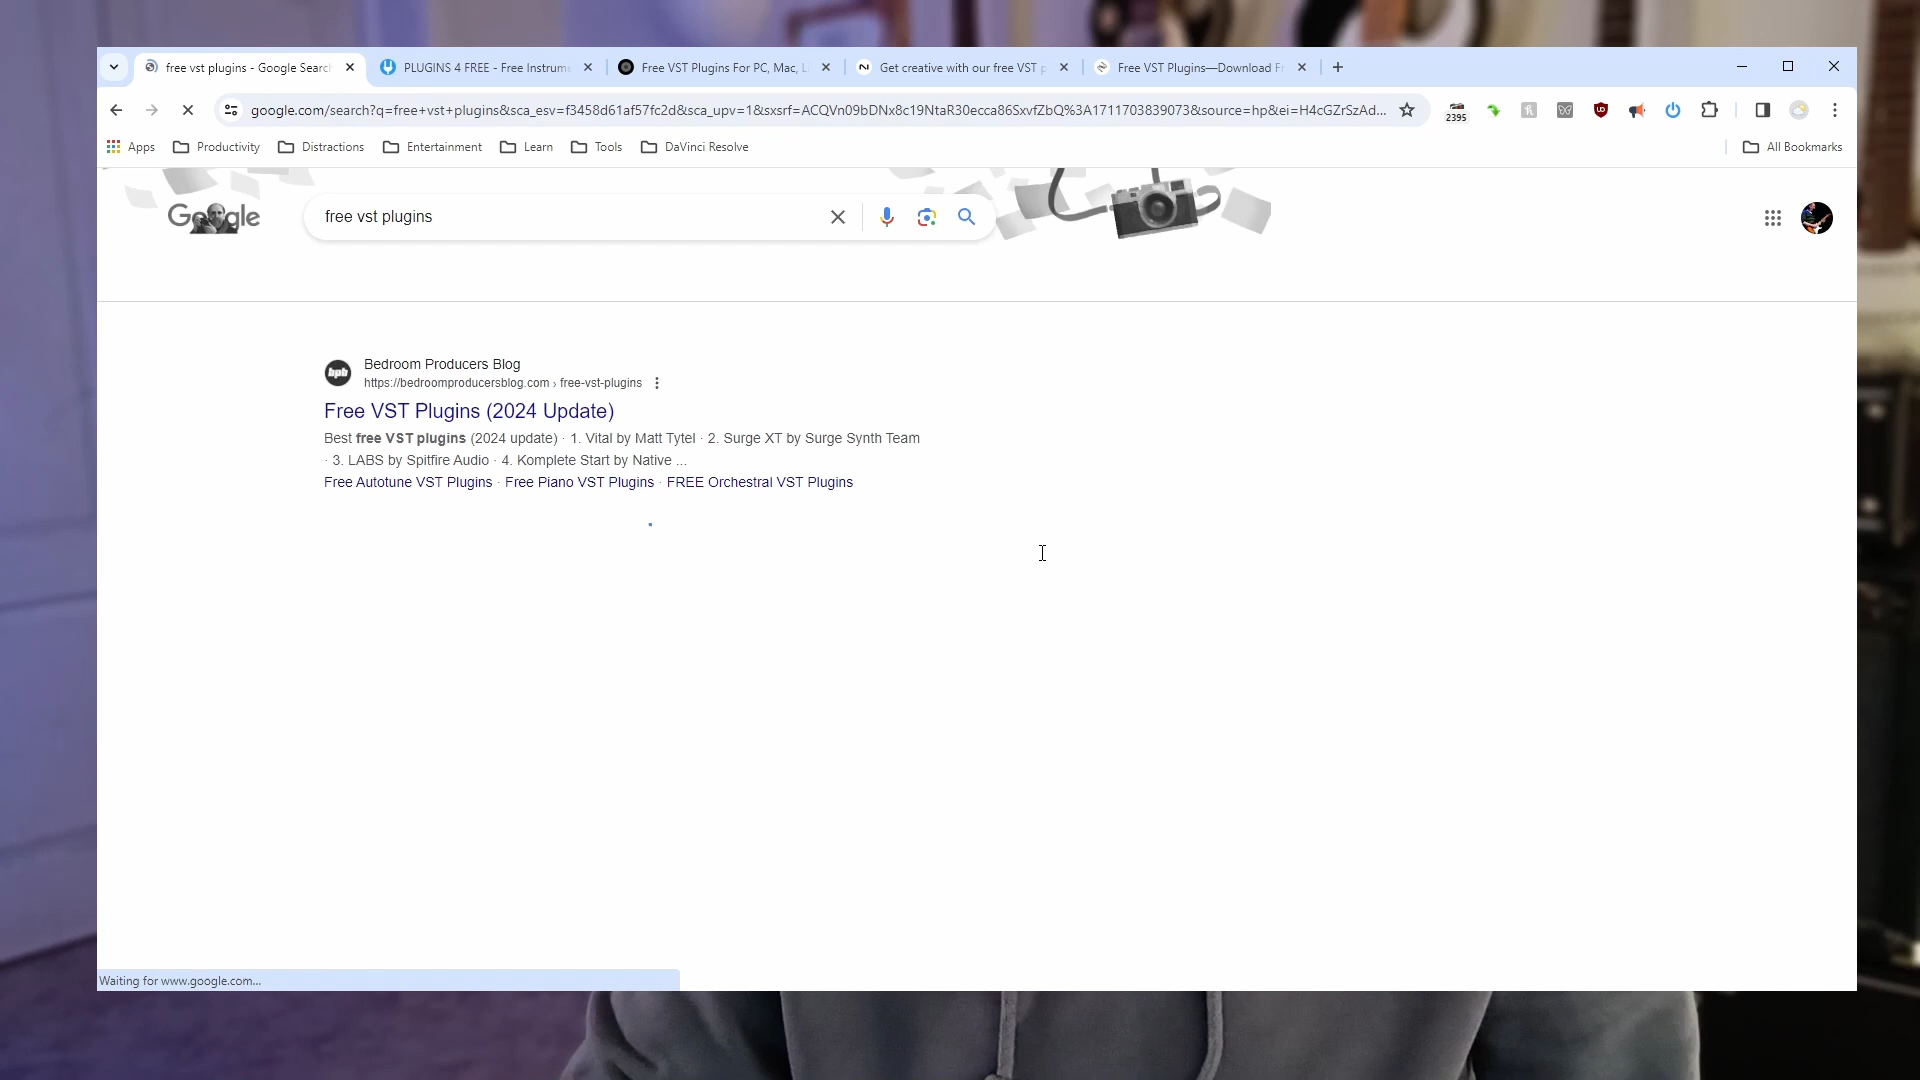 free vst plugins - Google Search
PLUGINS 4 FREE - Free Instrume
Free VST Plugins For PC, Mac, L
Get creative with our free VST p
Free VST Plugins—Download Fr
google.com/search?q=free+vst+plugins&sca_esv=f3458d61af57fc2d&sca_upv=1&sxsrf=ACQVn09bDNx8c19NtaR30ecca86SxvfZbQ%3A1711703839073&source=hp&ei=H4cGZrSzAd...
2395
Apps
Productivity
Distractions
Entertainment
Learn
Tools
DaVinci Resolve
All Bookmarks
Google
free vst plugins
bpb
Bedroom Producers Blog
https://bedroomproducersblog.com › free-vst-plugins
Free VST Plugins (2024 Update)
Best free VST plugins (2024 update) · 1. Vital by Matt Tytel · 2. Surge XT by Surge Synth Team
· 3. LABS by Spitfire Audio · 4. Komplete Start by Native ...
Free Autotune VST Plugins · Free Piano VST Plugins · FREE Orchestral VST Plugins
Waiting for www.google.com...